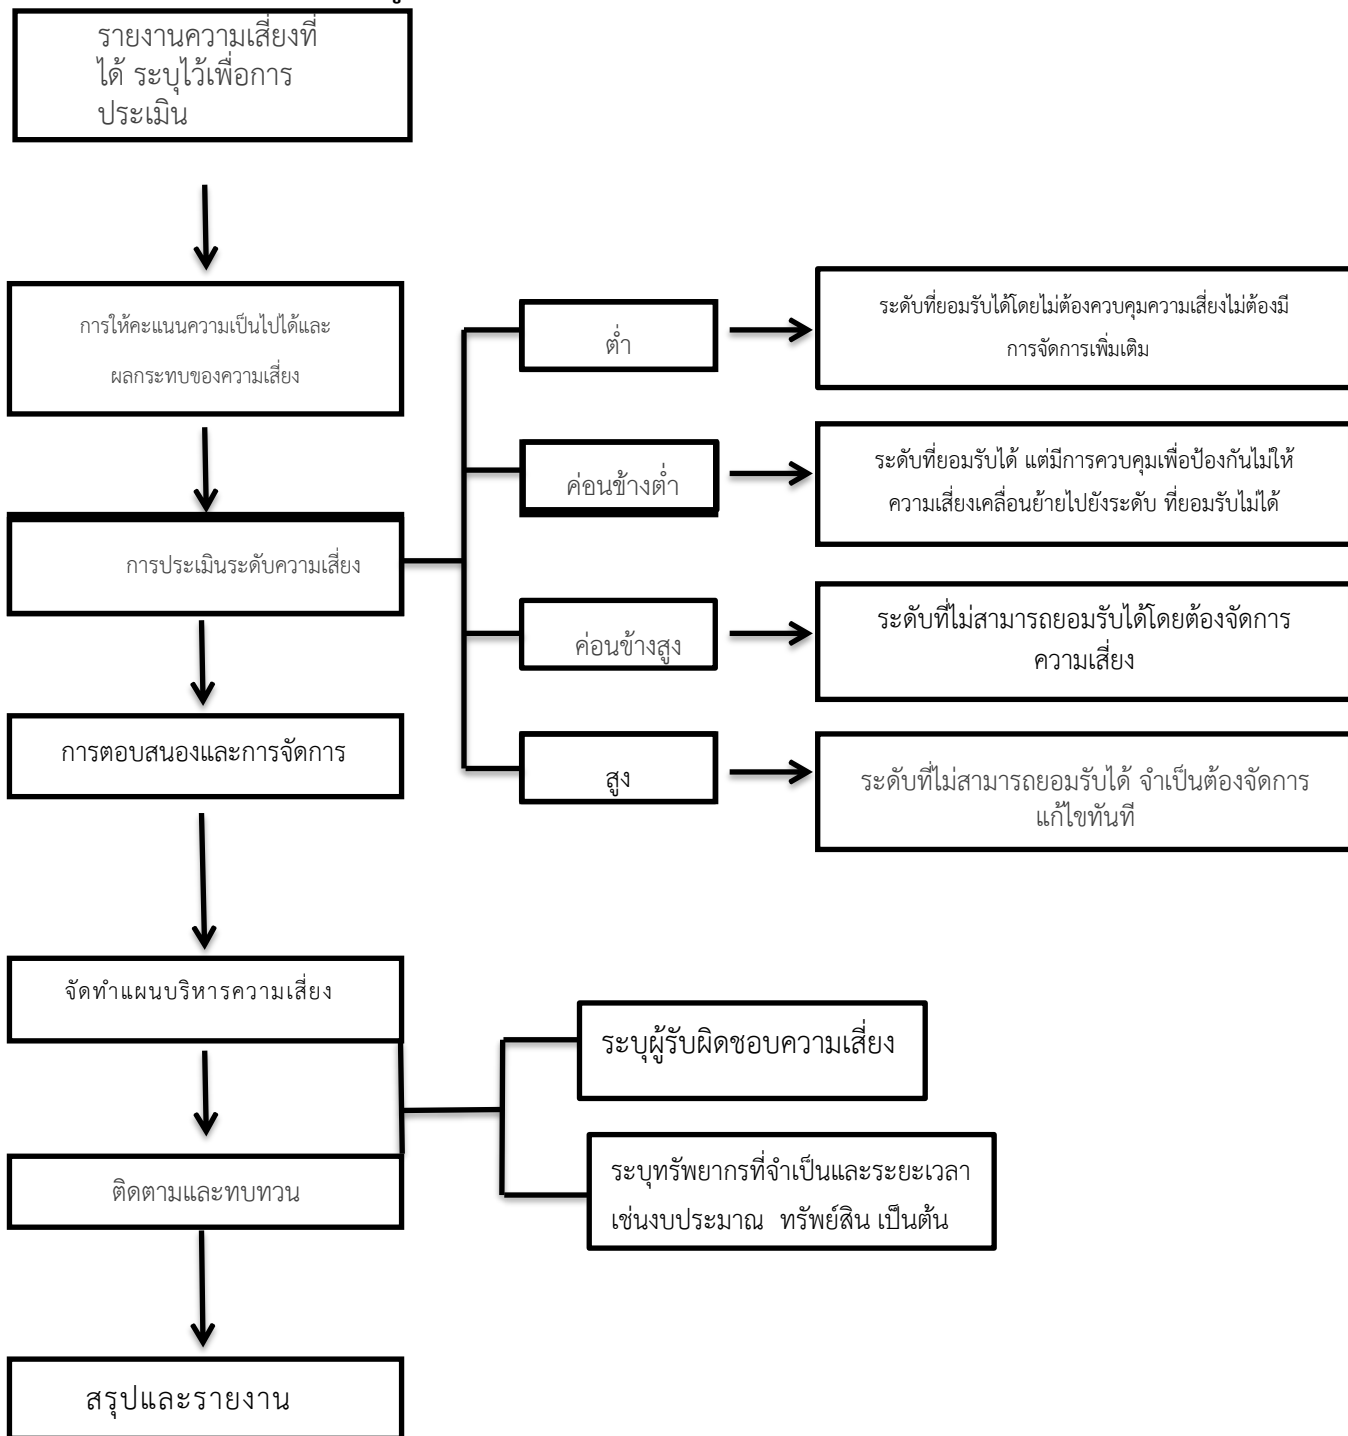 รายงานความเสี่ยงที่
ได้ ระบุไว้เพื่อการ
ประเมิน
การให้คะแนนความเป็นไปได้และ
ผลกระทบของความเสี่ยง
การประเมินระดับความเสี่ยง
ต่ำ
ระดับที่ยอมรับได้โดยไม่ต้องควบคุมความเสี่ยงไม่ต้องมี
การจัดการเพิ่มเติม
ค่อนข้างต่ำ
ระดับที่ยอมรับได้ แต่มีการควบคุมเพื่อป้องกันไม่ให้
ความเสี่ยงเคลื่อนย้ายไปยังระดับ ที่ยอมรับไม่ได้
ค่อนข้างสูง
ระดับที่ไม่สามารถยอมรับได้โดยต้องจัดการ
ความเสี่ยง
สูง
ระดับที่ไม่สามารถยอมรับได้ จำเป็นต้องจัดการ
แก้ไขทันที
การตอบสนองและการจัดการ
จัดทำแผนบริหารความเสี่ยง
ระบุผู้รับผิดชอบความเสี่ยง
ระบุทรัพยากรที่จำเป็นและระยะเวลา
เช่นงบประมาณ ทรัพย์สิน เป็นต้น
ติดตามและทบทวน
สรุปและรายงาน